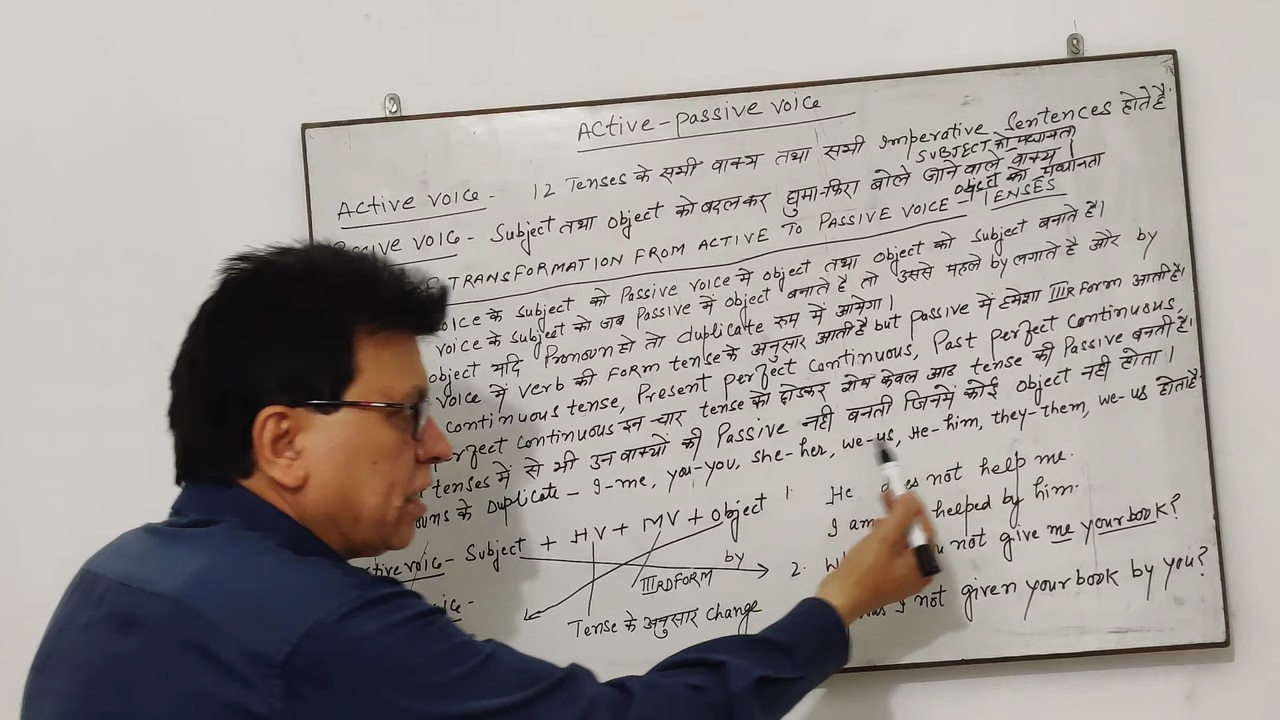 Active-passive voice
Active voice - 12 Tenses के सभी वाक्य तथा सभी Imperative Sentences होते हैं
SUBJECT को प्रधानता
voice - Subject तथा object को बदलकर घुमा-फिरा बोले जाने वाले वाक्य ।
object को प्रधानता
TRANSFORMATION FROM ACTIVE TO PASSIVE VOICE - TENSES
voice के subject को Passive voice में object तथा object को subject बनाते है।
voice के subject को जब Passive में object बनाते है तो उससे पहले by लगाते है और by
object यदि Pronoun हो तो duplicate रूप में आयेगा।
voice में verb की FORM tense के अनुसार आती है but passive में हमेशा IIIRD Form आती है।
continuous tense, Present perfect continuous, Past perfect continuous,
perfect continuous इन चार tense को छोडकर शेष केवल आठ tense की Passive बनती है।
tenses में से भी उन वाक्यों की Passive नही बनती जिनमें कोई object नही होता ।
के Duplicate - I-me, you-you, she-her, we-us, He-him, they-them, we-us होता है
Active voice - Subject + HV + MV + object
by
IIIRD FORM
Tense के अनुसार change
1. He does not help me.
I am helped by him.
2. not give me your book?
Was I not given your book by you?